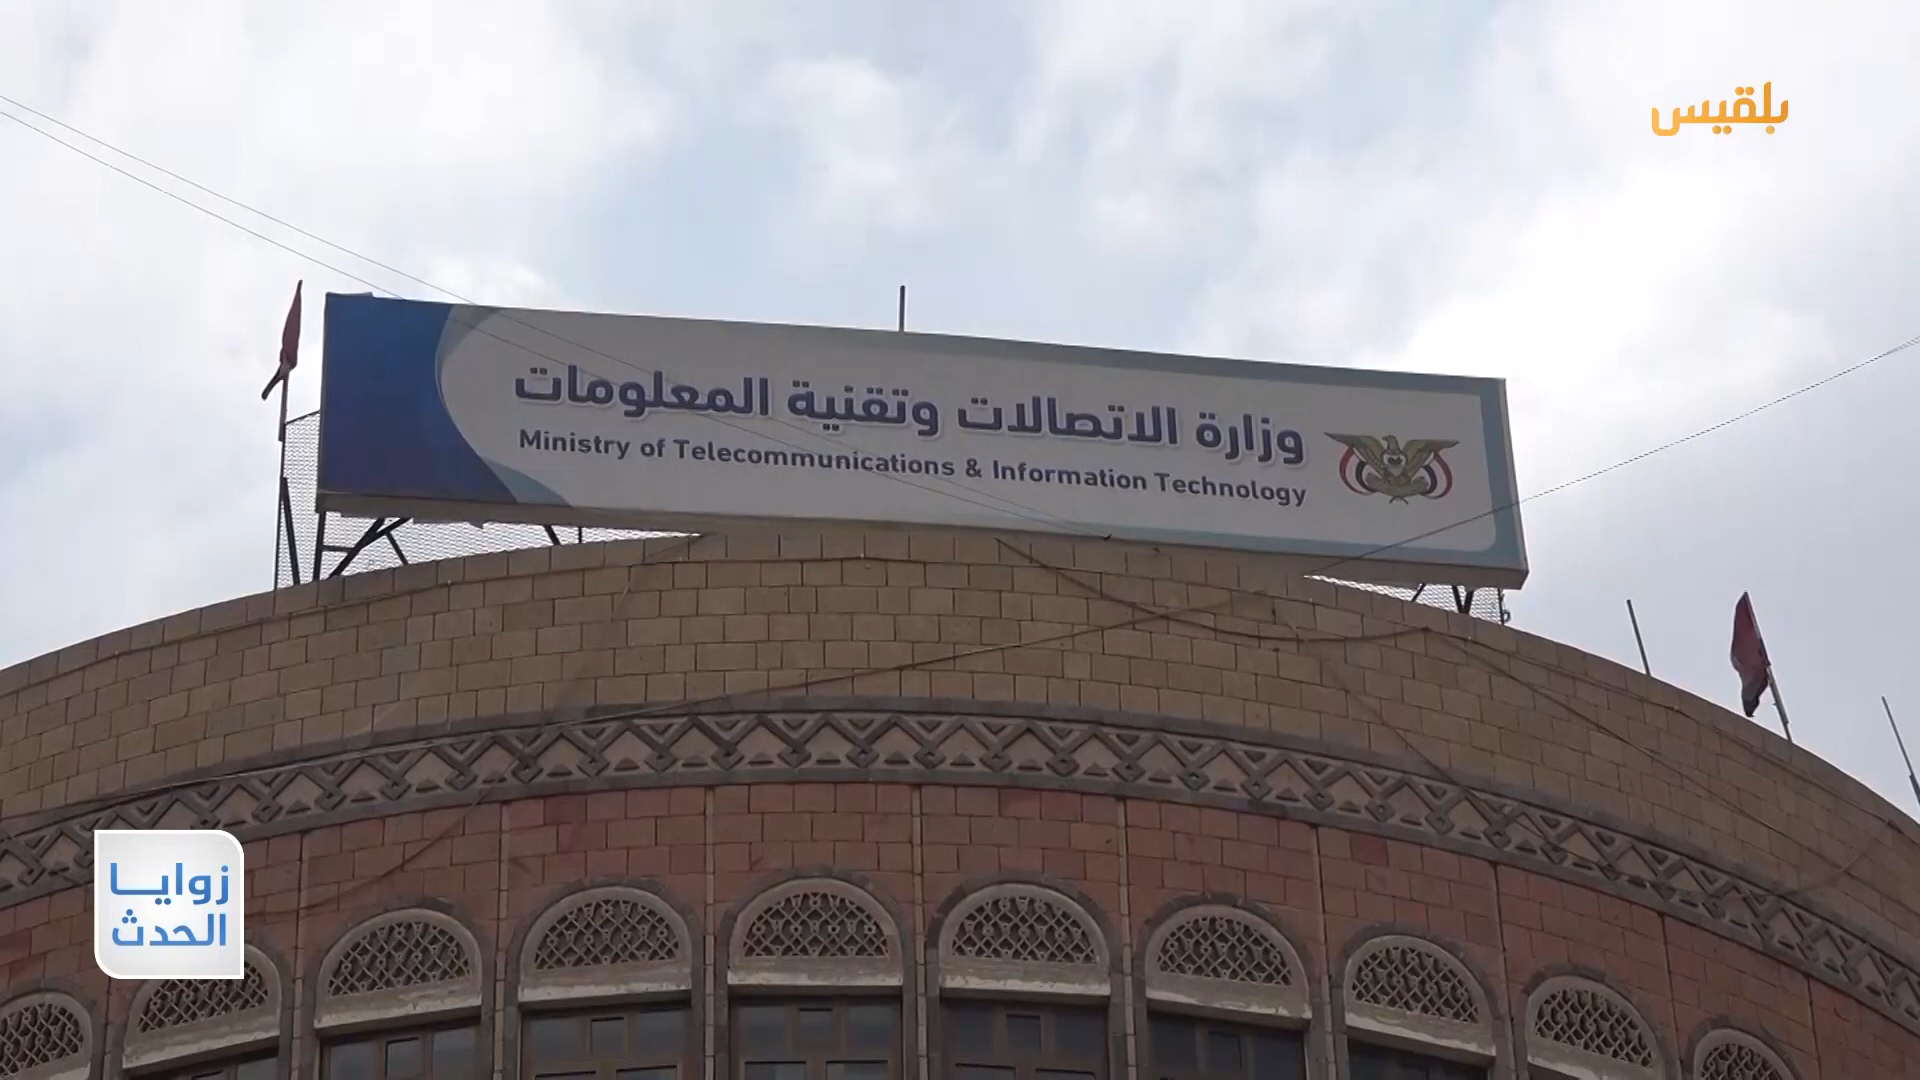 بلقيس
وزارة الاتصالات وتقنية المعلومات
Ministry of Telecommunications & Information Technology
زوايا
الحدث